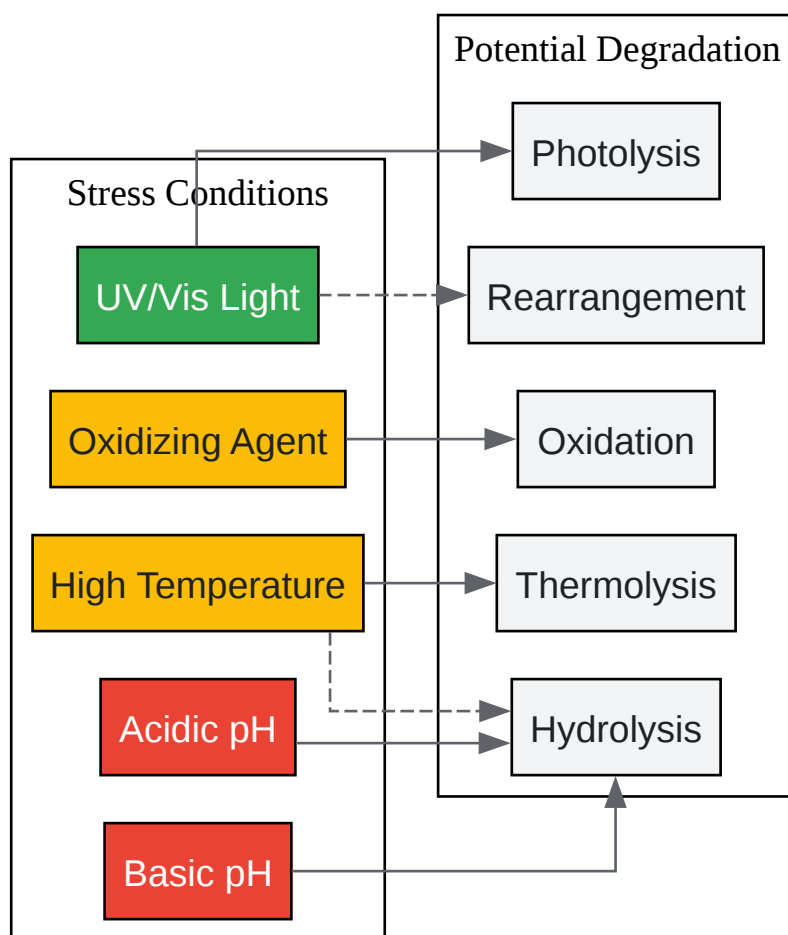 Potential Degradation
Photolysis
Stress Conditions
UV/Vis Light
Rearrangement
Oxidizing Agent
Oxidation
High Temperature
Thermolysis
Acidic pH
Hydrolysis
Basic pH